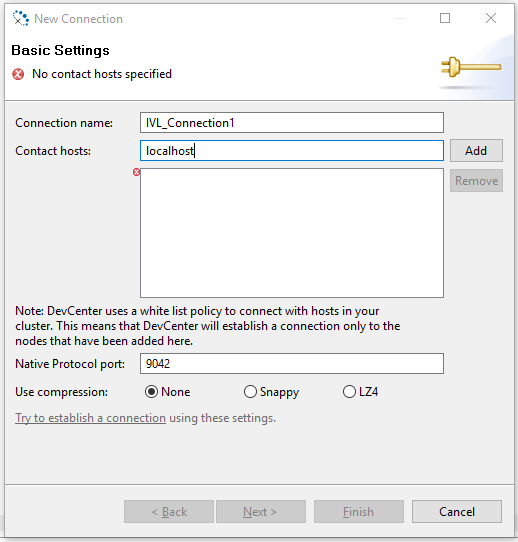 New Connection
Basic Settings
No contact hosts specified
Connection name: IVL_Connection1
Contact hosts: localhost Add
Remove
Note: DevCenter uses a white list policy to connect with hosts in your
cluster. This means that DevCenter will establish a connection only to the
nodes that have been added here.
Native Protocol port: 9042
Use compression: None Snappy LZ4
Try to establish a connection using these settings.
< Back Next > Finish Cancel